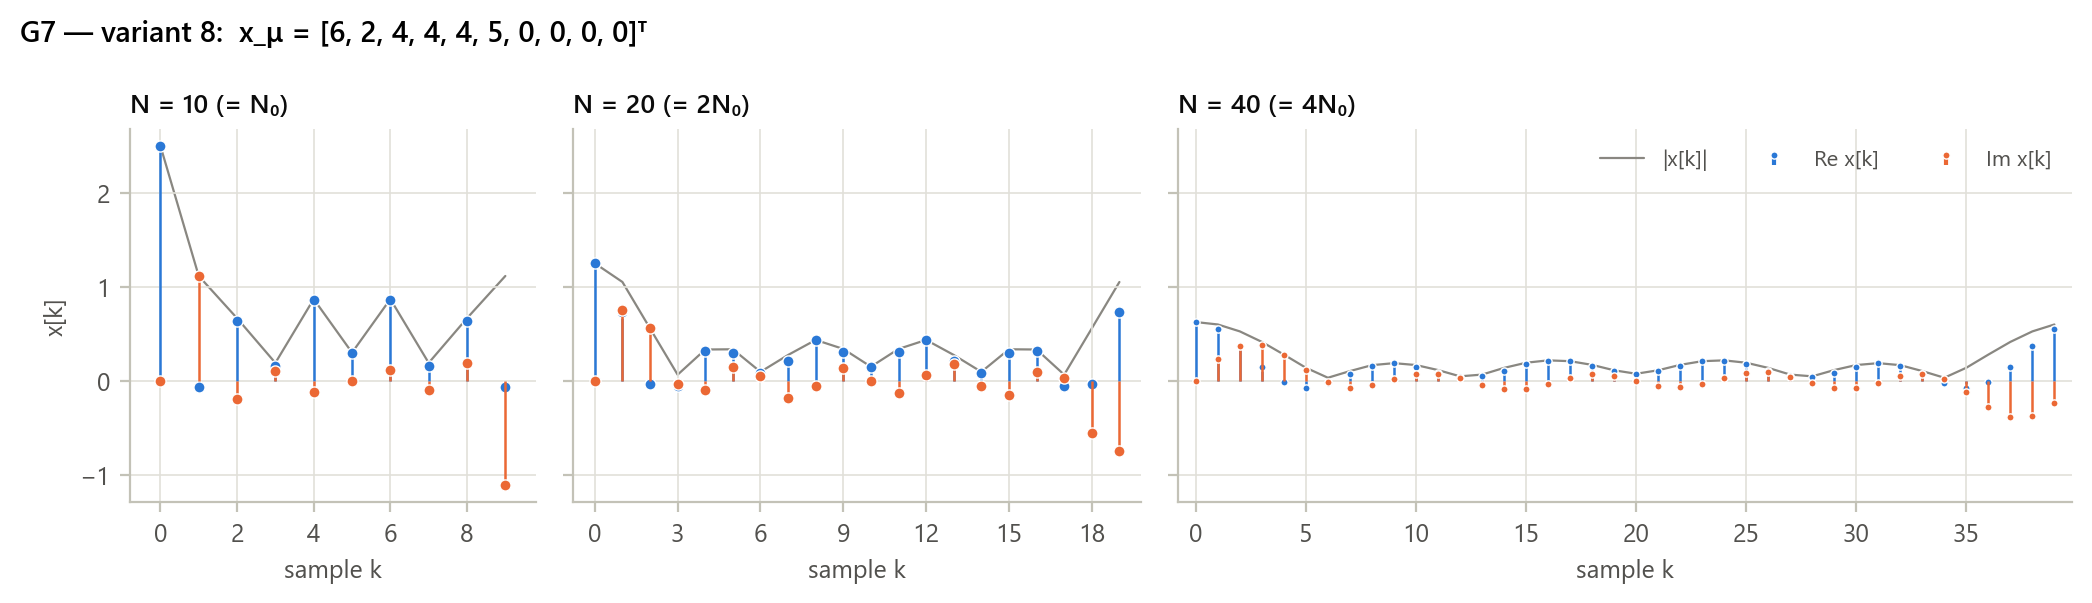 G7 — variant 8:  x_μ = [6, 2, 4, 4, 4, 5, 0, 0, 0, 0]ᵀ
N = 10 (= N₀)
N = 20 (= 2N₀)
N = 40 (= 4N₀)
|x[k]|
Re x[k]
Im x[k]
2
1
0
−1
x[k]
0 2 4 6 8
0 3 6 9 12 15 18
0 5 10 15 20 25 30 35
sample k
sample k
sample k